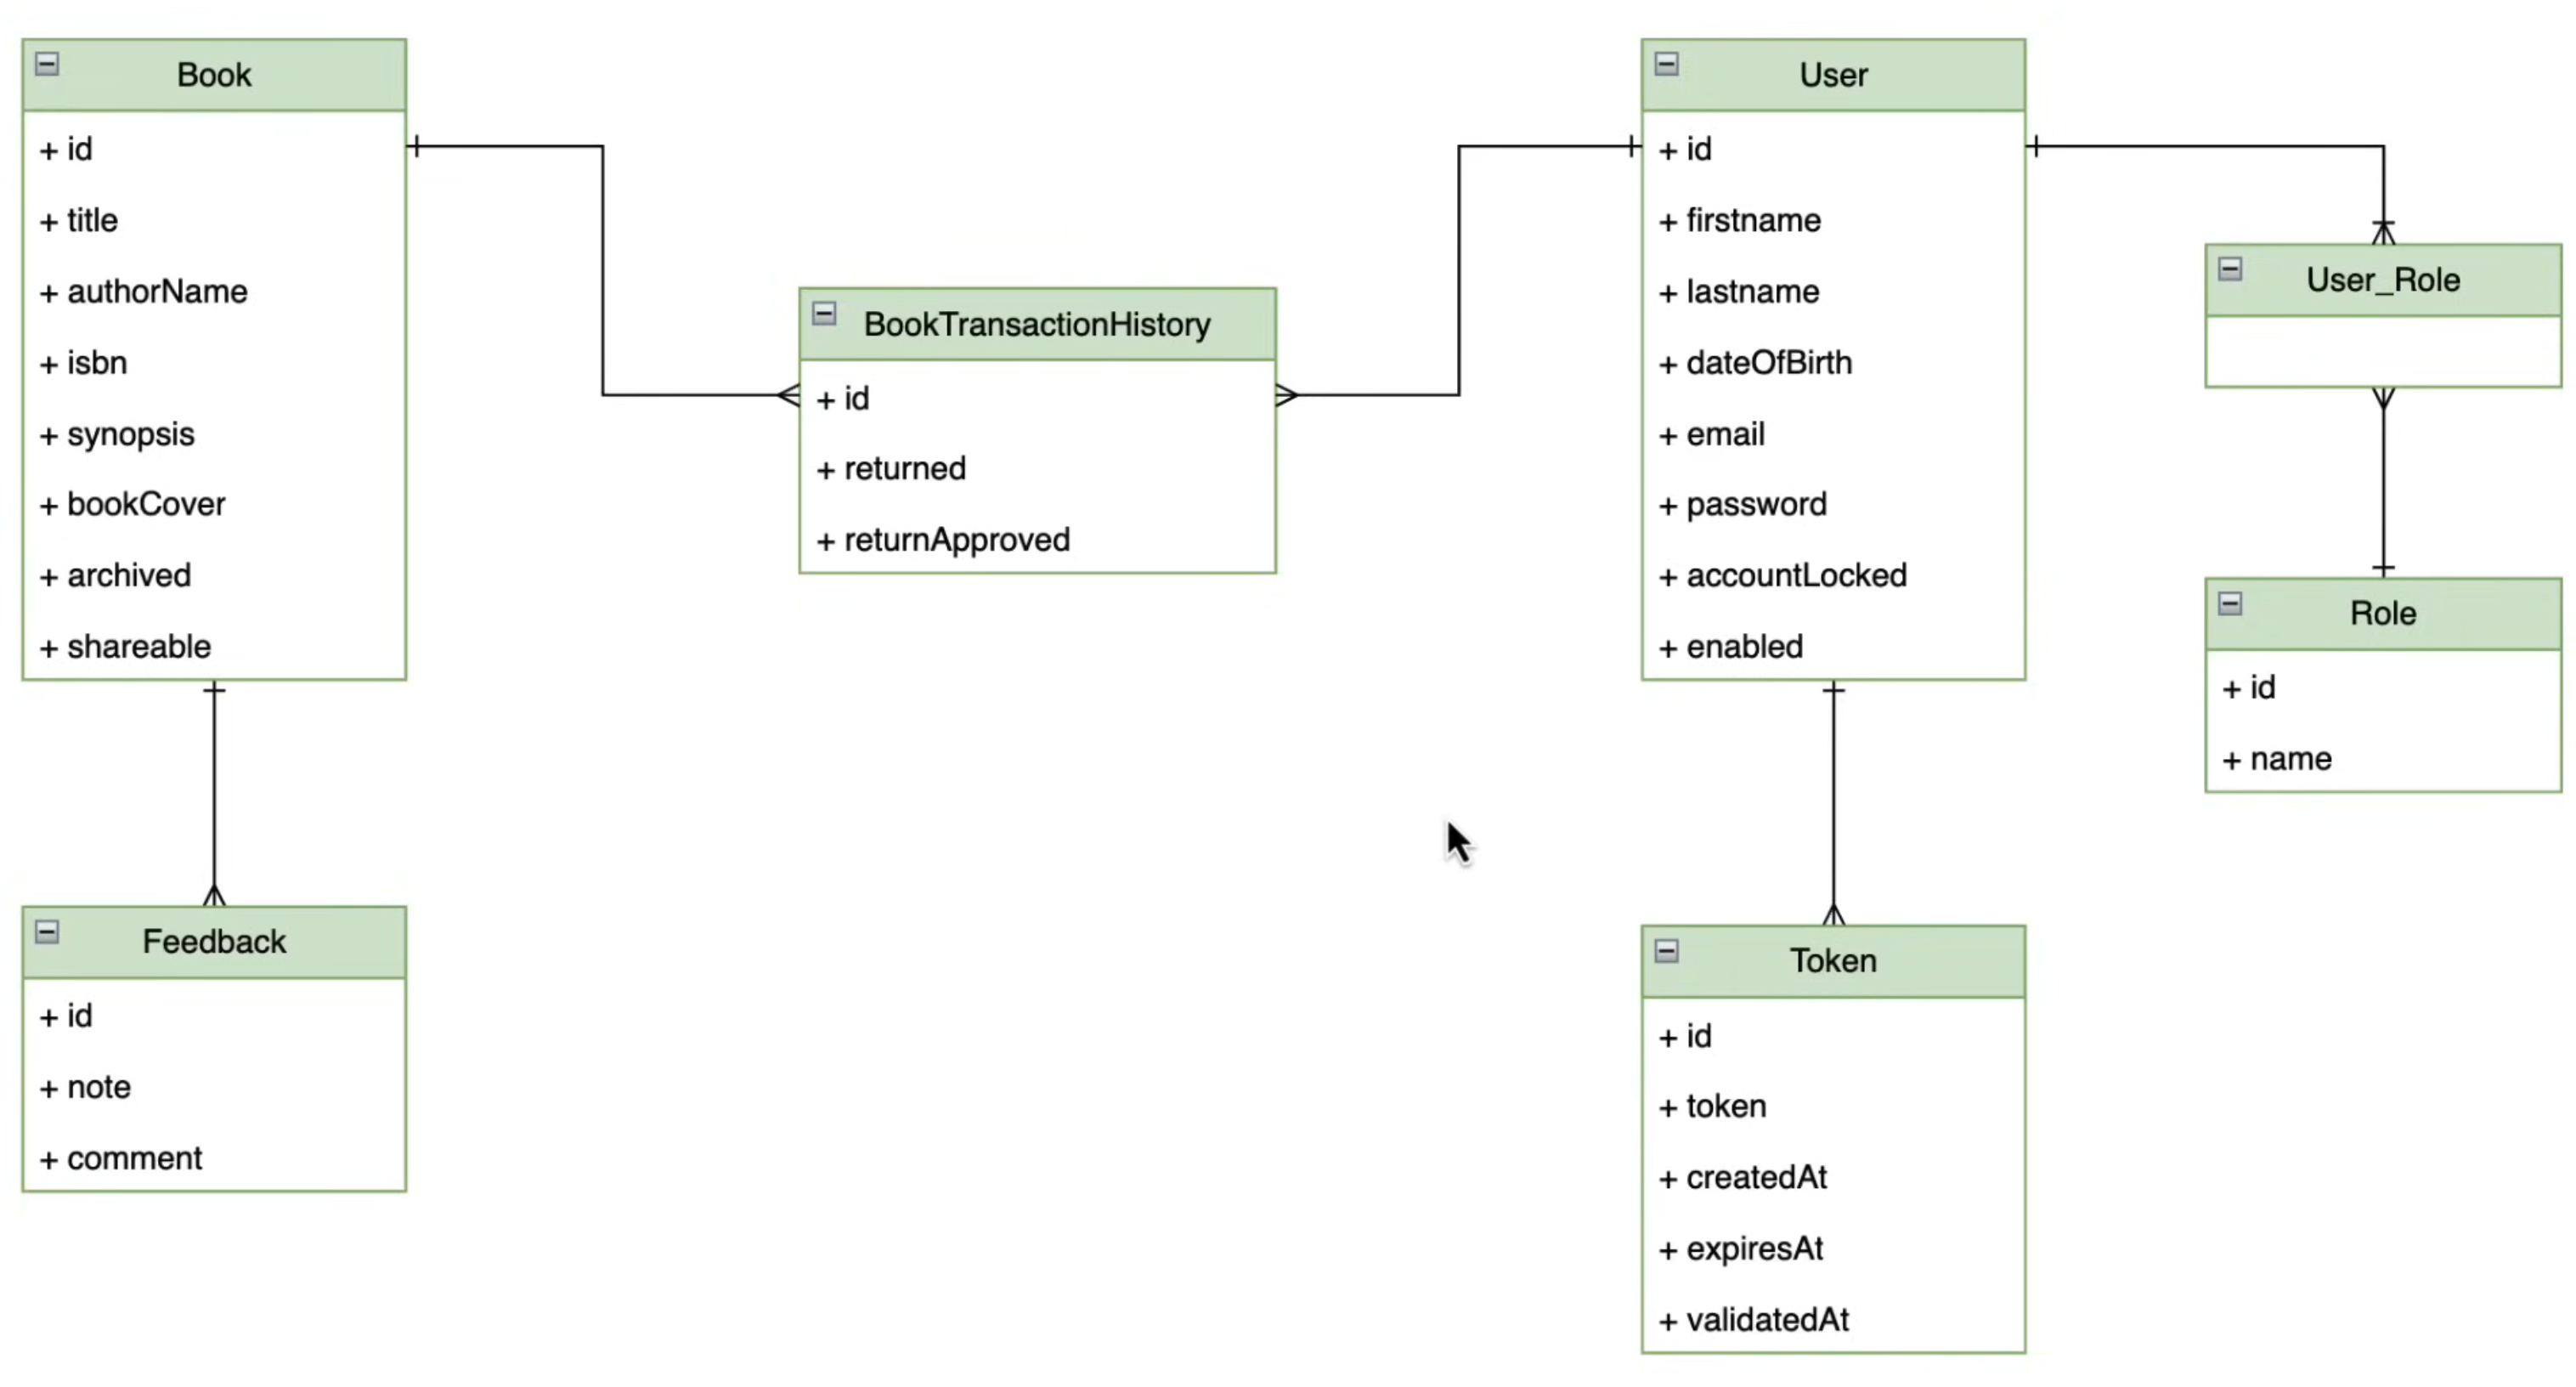 Book
+ id
+ title
+ authorName
+ isbn
+ synopsis
+ bookCover
+ archived
+ shareable
BookTransactionHistory
+ id
+ returned
+ returnApproved
User
+ id
+ firstname
+ lastname
+ dateOfBirth
+ email
+ password
+ accountLocked
+ enabled
User_Role
Role
+ id
+ name
Feedback
+ id
+ note
+ comment
Token
+ id
+ token
+ createdAt
+ expiresAt
+ validatedAt